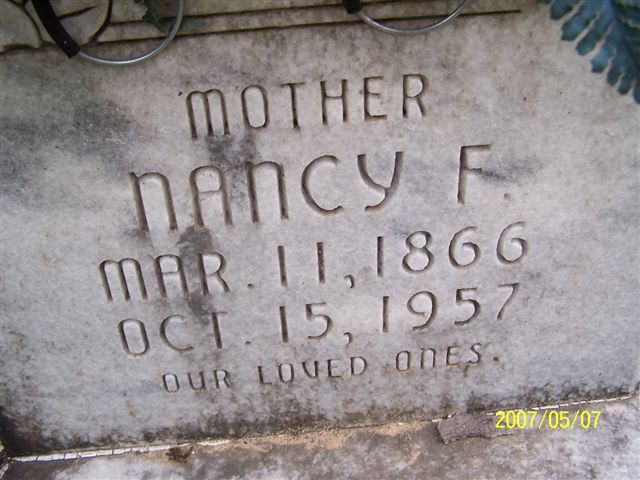 MOTHER
NANCY F.
MAR. 11, 1866
OCT. 15, 1957
OUR LOVED ONES.
2007/05/07